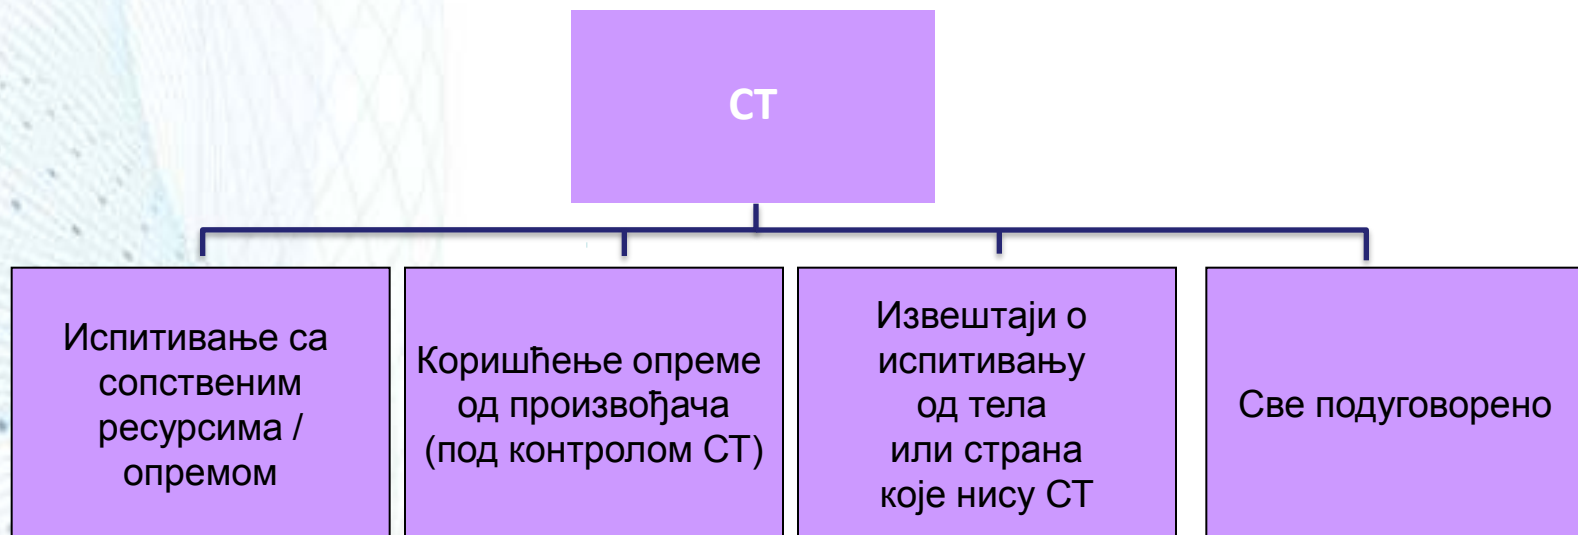 СТ
Испитивање са
сопственим
ресурсима /
опремом
Коришћење опреме
од произвођача
(под контролом СТ)
Извештаји о
испитивању
од тела
или страна
које нису СТ
Све подуговорено